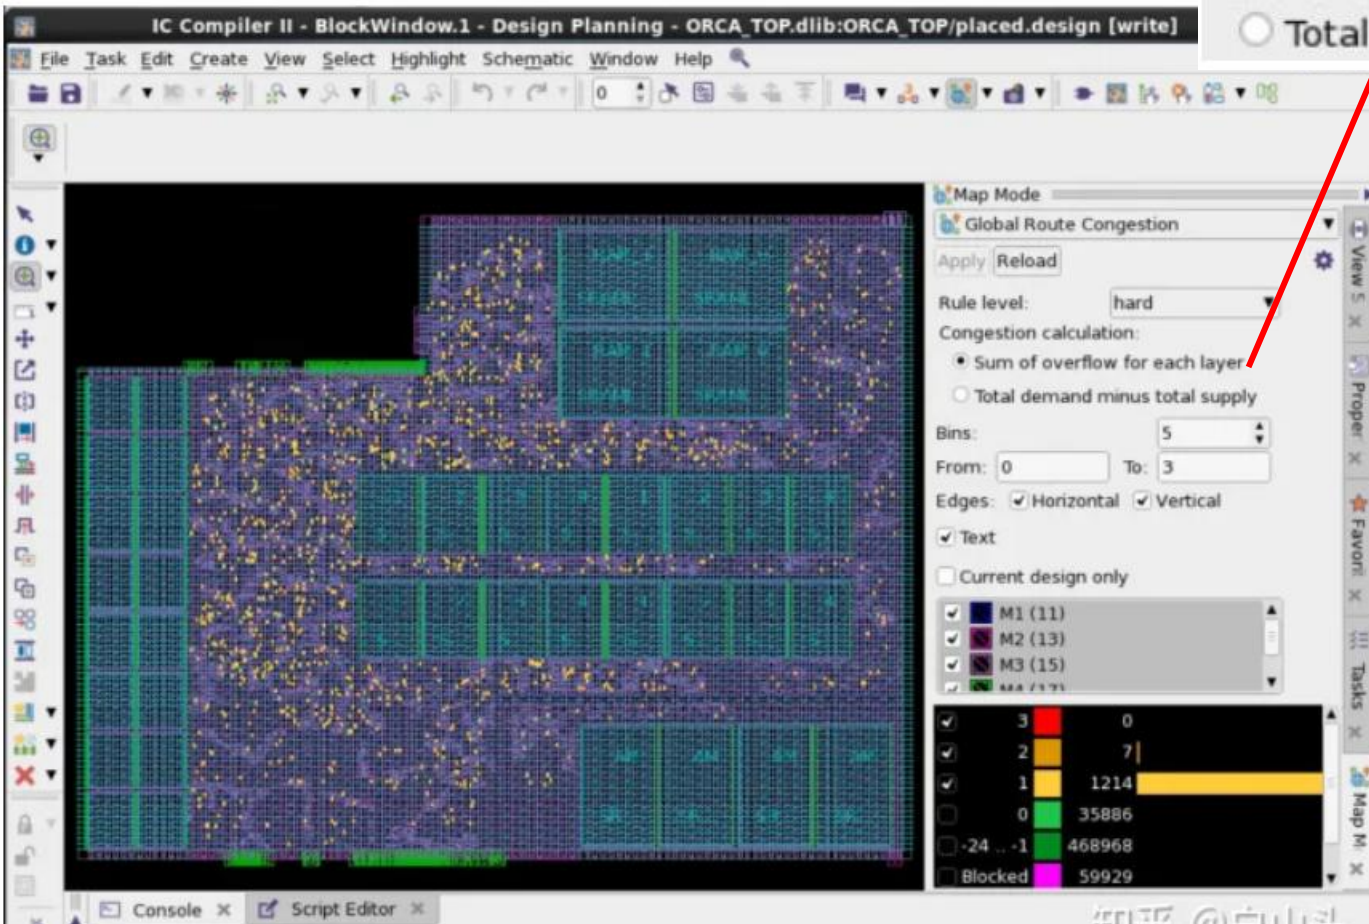 IC Compiler II - BlockWindow.1 - Design Planning - ORCA_TOP.dlib:ORCA_TOP/placed.design [write]
Total
File Task Edit Create View Select Highlight Schematic Window Help
0
Map Mode
Global Route Congestion
Apply Reload
Rule level: hard
Congestion calculation:
Sum of overflow for each layer
Total demand minus total supply
Bins: 5
From: 0 To: 3
Edges: Horizontal Vertical
Text
Current design only
M1 (11)
M2 (13)
M3 (15)
M4 (17)
3 0
2 7
1 1214
0 35886
-24 .. -1 468968
Blocked 59929
View S
Proper
Favori
Tasks
Map M
Console Script Editor